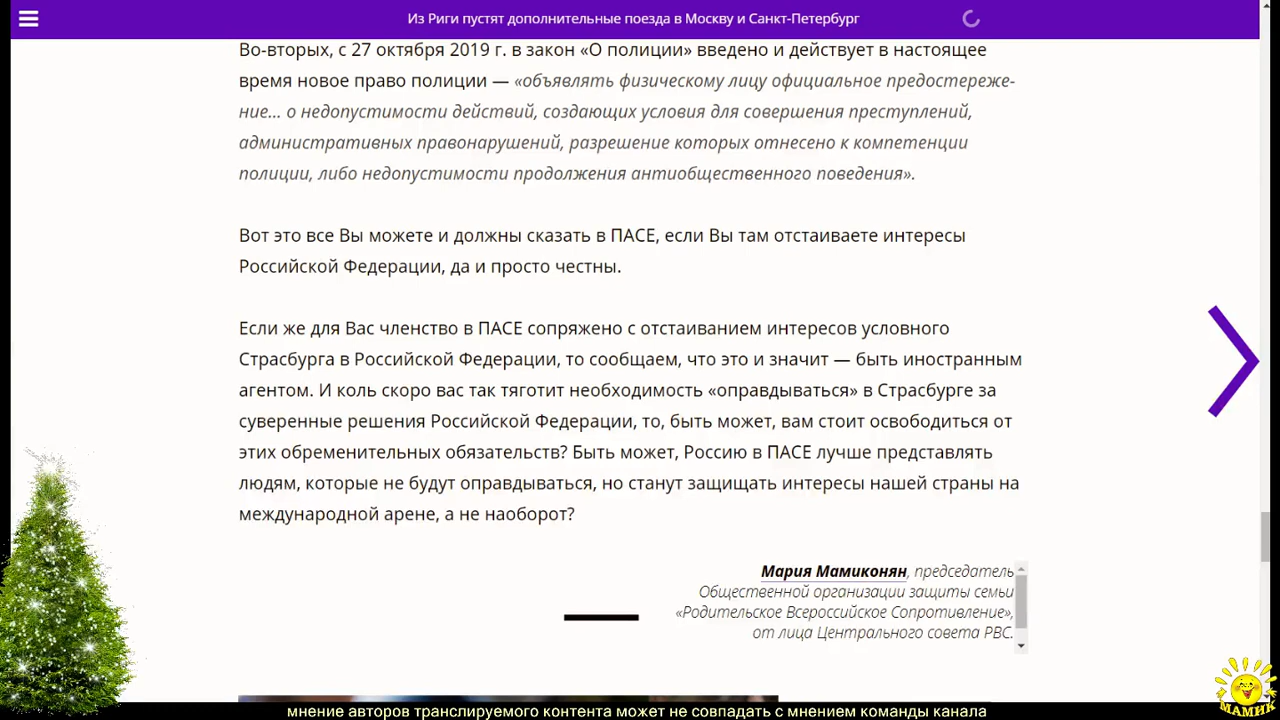 Из Риги пустят дополнительные поезда в Москву и Санкт-Петербург
Во-вторых, с 27 октября 2019 г. в закон «О полиции» введено и действует в настоящее
время новое право полиции — «объявлять физическому лицу официальное предостереже-
ние... о недопустимости действий, создающих условия для совершения преступлений,
административных правонарушений, разрешение которых отнесено к компетенции
полиции, либо недопустимости продолжения антиобщественного поведения».
Вот это все Вы можете и должны сказать в ПАСЕ, если Вы там отстаиваете интересы
Российской Федерации, да и просто честны.
Если же для Вас членство в ПАСЕ сопряжено с отстаиванием интересов условного
Страсбурга в Российской Федерации, то сообщаем, что это и значит — быть иностранным
агентом. И коль скоро вас так тяготит необходимость «оправдываться» в Страсбурге за
суверенные решения Российской Федерации, то, быть может, вам стоит освободиться от
этих обременительных обязательств? Быть может, Россию в ПАСЕ лучше представлять
людям, которые не будут оправдываться, но станут защищать интересы нашей страны на
международной арене, а не наоборот?
Мария Мамиконян, председатель
Общественной организации защиты семьи
«Родительское Всероссийское Сопротивление»,
от лица Центрального совета РВС.
МАМИК
мнение авторов транслируемого контента может не совпадать с мнением команды канала